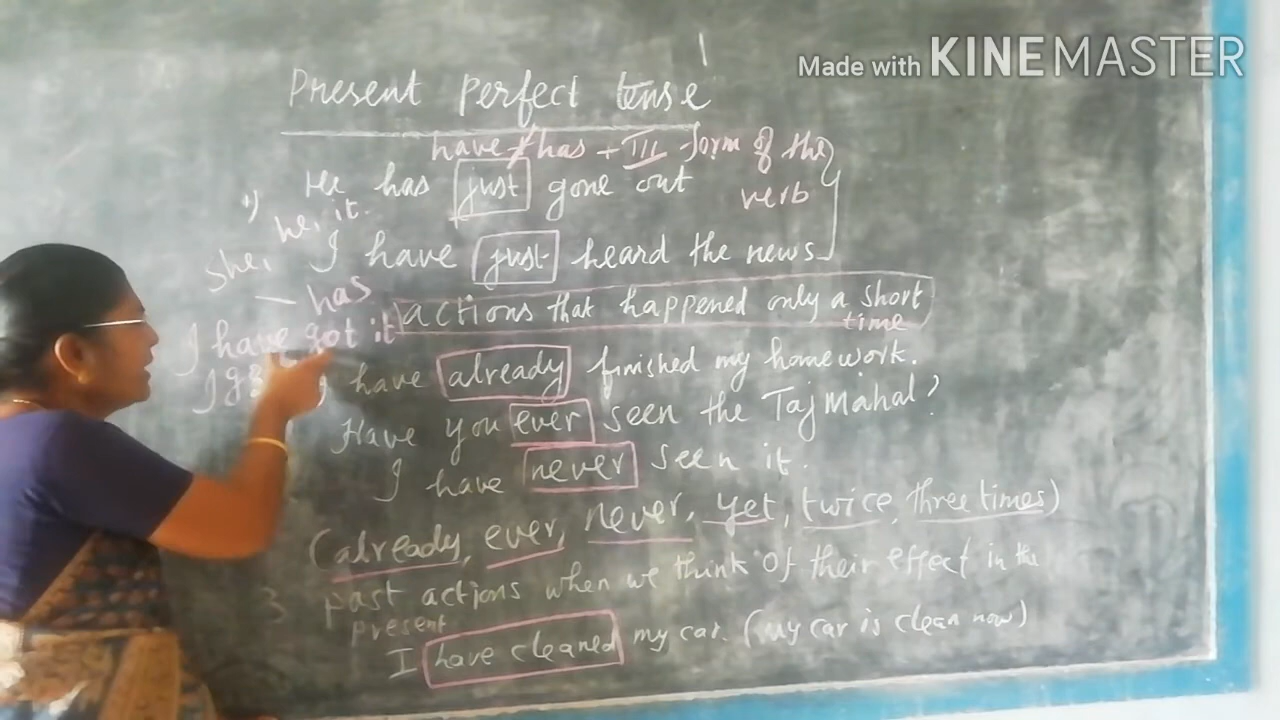 Made with KINEMASTER
Present perfect tense
have / has + III form of the
verb
1) He has just gone out
She, he, it.
I have just heard the news
— has
actions that happened only a short
time
I have got it
I have already finished my homework.
Have you ever seen the Taj Mahal?
I have never seen it.
(already, ever, never, yet, twice, three times)
3 past actions when we think of their effect in the
present.
I have cleaned my car. (my car is clean now)